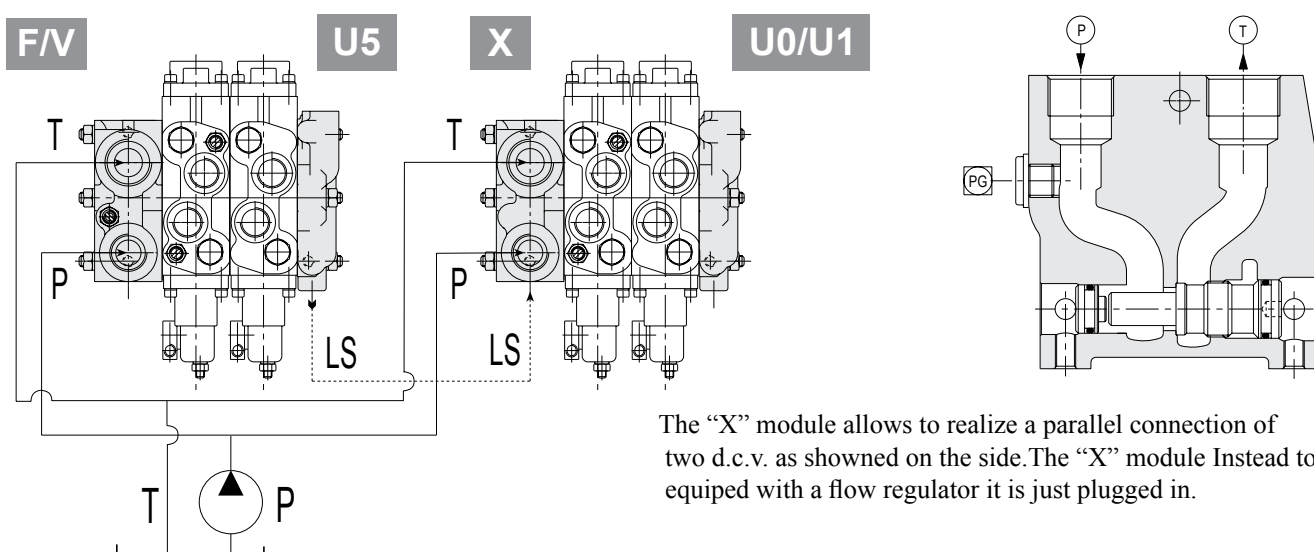 F/V
U5
X
U0/U1
P
T
T
T
PG
P
P
LS
LS
The “X” module allows to realize a parallel connection of
two d.c.v. as showned on the side.The “X” module Instead to
equiped with a flow regulator it is just plugged in.
T
P